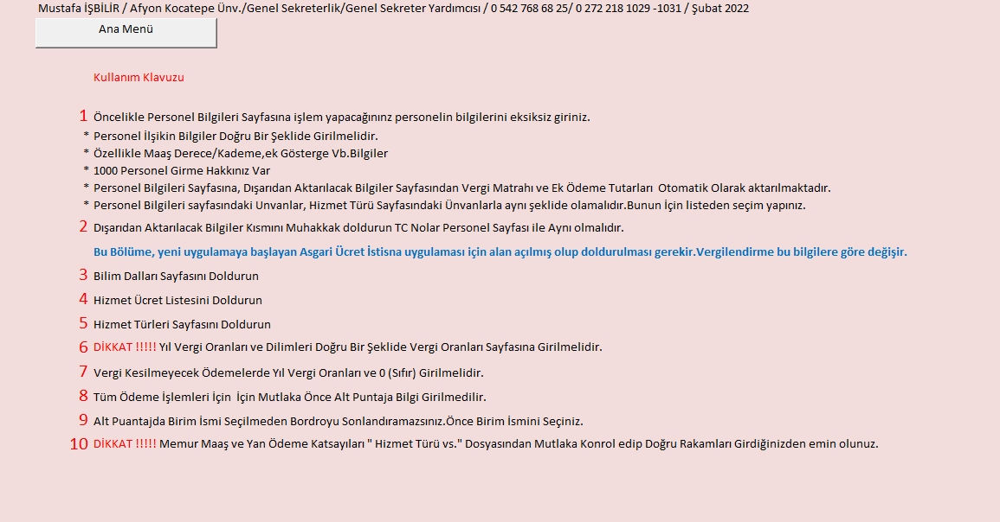 Mustafa İŞBİLİR / Afyon Kocatepe Ünv./Genel Sekreterlik/Genel Sekreter Yardımcısı / 0 542 768 68 25/ 0 272 218 1029 -1031 / Şubat 2022
Ana Menü
Kullanım Klavuzu
1 Öncelikle Personel Bilgileri Sayfasına işlem yapacağınınz personelin bilgilerini eksiksiz giriniz.
* Personel İlşikin Bilgiler Doğru Bir Şeklide Girilmelidir.
* Özellikle Maaş Derece/Kademe,ek Gösterge Vb.Bilgiler
* 1000 Personel Girme Hakkınız Var
* Personel Bilgileri Sayfasına, Dışarıdan Aktarılacak Bilgiler Sayfasından Vergi Matrahı ve Ek Ödeme Tutarları  Otomatik Olarak aktarılmaktadır.
* Personel Bilgileri sayfasındaki Unvanlar, Hizmet Türü Sayfasındaki Ünvanlarla aynı şeklide olamalıdır.Bunun İçin listeden seçim yapınız.
2 Dışarıdan Aktarılacak Bilgiler Kısmını Muhakkak doldurun TC Nolar Personel Sayfası ile Aynı olmalıdır.
Bu Bölüme, yeni uygulamaya başlayan Asgari Ücret İstisna uygulaması için alan açılmış olup doldurulması gerekir.Vergilendirme bu bilgilere göre değişir.
3 Bilim Dalları Sayfasını Doldurun
4 Hizmet Ücret Listesini Doldurun
5 Hizmet Türleri Sayfasını Doldurun
6 DİKKAT !!!!! Yıl Vergi Oranları ve Dilimleri Doğru Bir Şeklide Vergi Oranları Sayfasına Girilmelidir.
7 Vergi Kesilmeyecek Ödemelerde Yıl Vergi Oranları ve 0 (Sıfır) Girilmelidir.
8 Tüm Ödeme İşlemleri İçin  İçin Mutlaka Önce Alt Puntaja Bilgi Girilmedilir.
9 Alt Puantajda Birim İsmi Seçilmeden Bordroyu Sonlandıramazsınız.Önce Birim İsmini Seçiniz.
10 DİKKAT !!!!! Memur Maaş ve Yan Ödeme Katsayıları " Hizmet Türü vs." Dosyasından Mutlaka Konrol edip Doğru Rakamları Girdiğinizden emin olunuz.